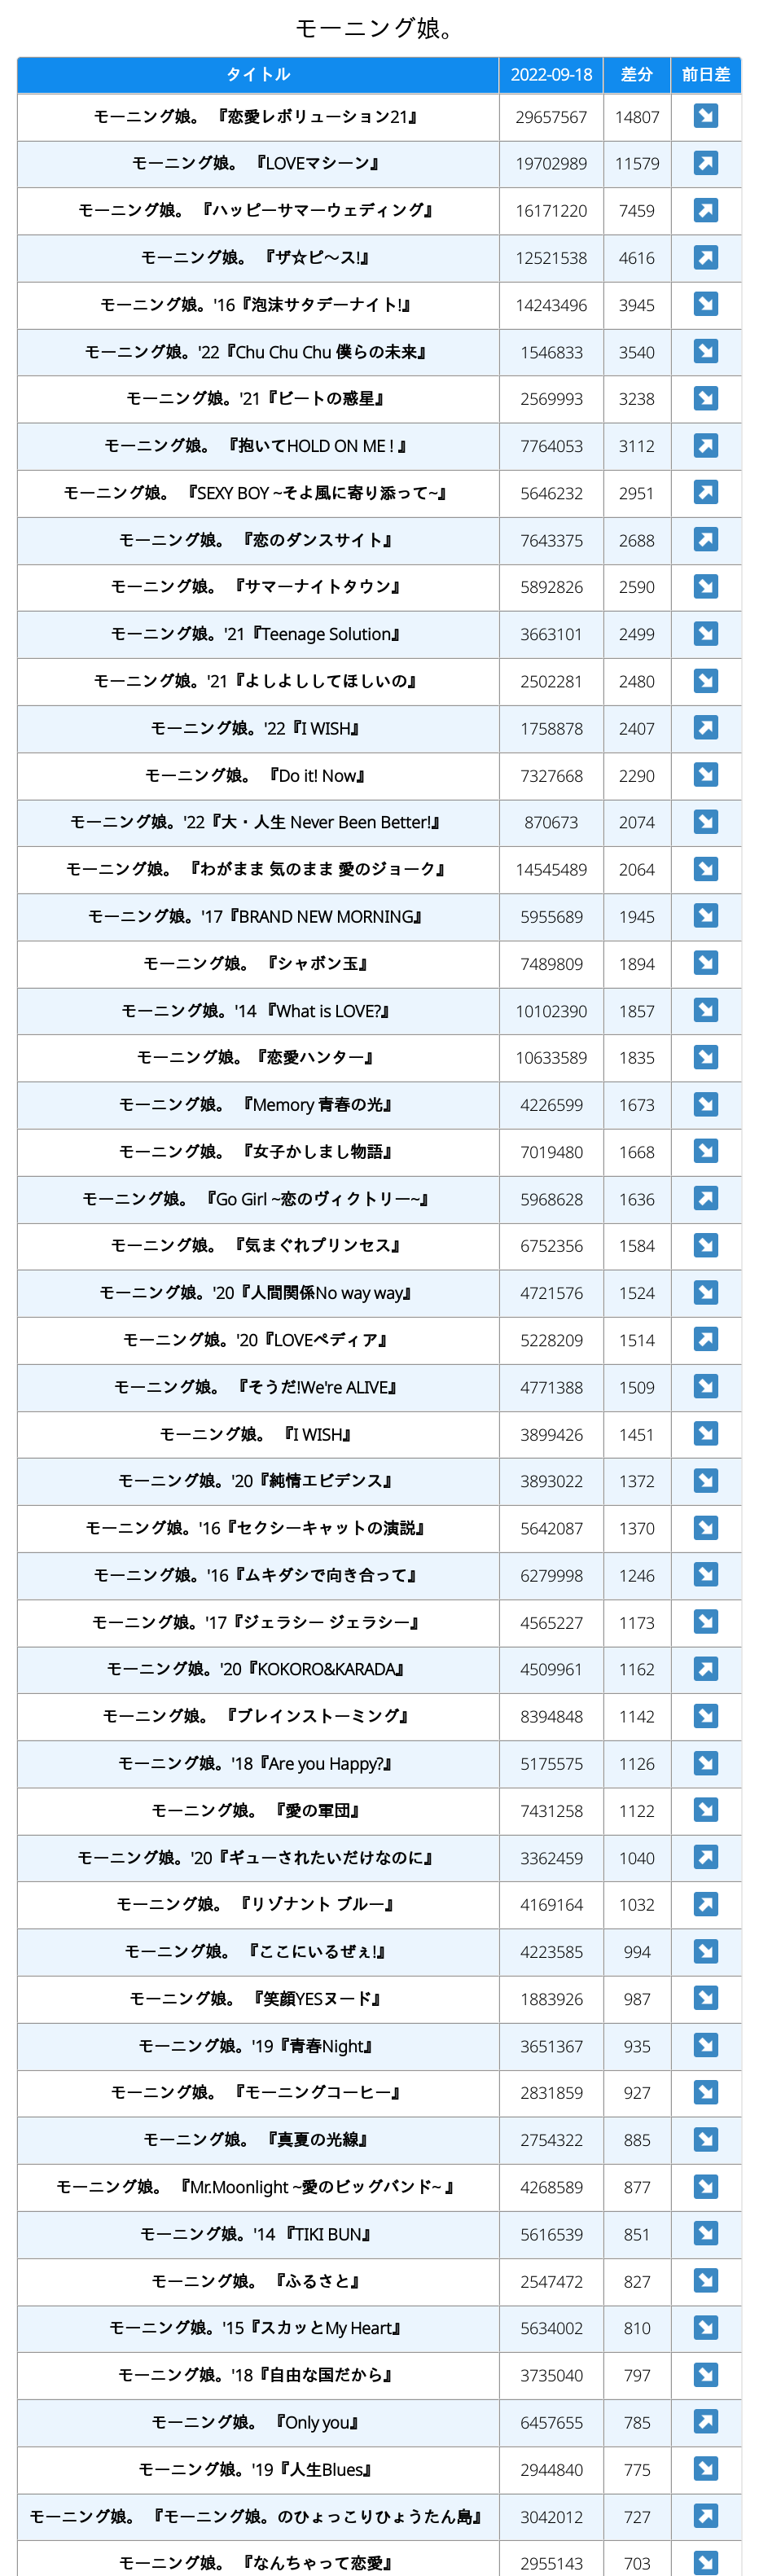 モーニング娘。
タイトル 2022-09-18 差分 前日差
モーニング娘。 『恋愛レボリューション21』 29657567 14807 ↘
モーニング娘。 『LOVEマシーン』 19702989 11579 ↗
モーニング娘。 『ハッピーサマーウェディング』 16171220 7459 ↗
モーニング娘。 『ザ☆ピ〜ス!』 12521538 4616 ↗
モーニング娘。'16『泡沫サタデーナイト!』 14243496 3945 ↘
モーニング娘。'22『Chu Chu Chu 僕らの未来』 1546833 3540 ↘
モーニング娘。'21『ビートの惑星』 2569993 3238 ↘
モーニング娘。 『抱いてHOLD ON ME ! 』 7764053 3112 ↗
モーニング娘。 『SEXY BOY ~そよ風に寄り添って~』 5646232 2951 ↗
モーニング娘。 『恋のダンスサイト』 7643375 2688 ↗
モーニング娘。 『サマーナイトタウン』 5892826 2590 ↘
モーニング娘。'21『Teenage Solution』 3663101 2499 ↘
モーニング娘。'21『よしよししてほしいの』 2502281 2480 ↘
モーニング娘。'22『I WISH』 1758878 2407 ↗
モーニング娘。 『Do it! Now』 7327668 2290 ↘
モーニング娘。'22『大・人生 Never Been Better!』 870673 2074 ↘
モーニング娘。 『わがまま 気のまま 愛のジョーク』 14545489 2064 ↘
モーニング娘。'17『BRAND NEW MORNING』 5955689 1945 ↘
モーニング娘。 『シャボン玉』 7489809 1894 ↘
モーニング娘。'14 『What is LOVE?』 10102390 1857 ↘
モーニング娘。『恋愛ハンター』 10633589 1835 ↘
モーニング娘。 『Memory 青春の光』 4226599 1673 ↘
モーニング娘。 『女子かしまし物語』 7019480 1668 ↘
モーニング娘。 『Go Girl ~恋のヴィクトリー~』 5968628 1636 ↗
モーニング娘。 『気まぐれプリンセス』 6752356 1584 ↘
モーニング娘。'20『人間関係No way way』 4721576 1524 ↘
モーニング娘。'20『LOVEペディア』 5228209 1514 ↗
モーニング娘。 『そうだ!We're ALIVE』 4771388 1509 ↘
モーニング娘。 『I WISH』 3899426 1451 ↘
モーニング娘。'20『純情エビデンス』 3893022 1372 ↘
モーニング娘。'16『セクシーキャットの演説』 5642087 1370 ↘
モーニング娘。'16『ムキダシで向き合って』 6279998 1246 ↘
モーニング娘。'17『ジェラシー ジェラシー』 4565227 1173 ↘
モーニング娘。'20『KOKORO&KARADA』 4509961 1162 ↗
モーニング娘。 『ブレインストーミング』 8394848 1142 ↘
モーニング娘。'18『Are you Happy?』 5175575 1126 ↘
モーニング娘。 『愛の軍団』 7431258 1122 ↘
モーニング娘。'20『ギューされたいだけなのに』 3362459 1040 ↗
モーニング娘。 『リゾナント ブルー』 4169164 1032 ↗
モーニング娘。 『ここにいるぜぇ!』 4223585 994 ↘
モーニング娘。 『笑顔YESヌード』 1883926 987 ↘
モーニング娘。'19『青春Night』 3651367 935 ↘
モーニング娘。 『モーニングコーヒー』 2831859 927 ↘
モーニング娘。 『真夏の光線』 2754322 885 ↘
モーニング娘。 『Mr.Moonlight ~愛のビッグバンド~ 』 4268589 877 ↘
モーニング娘。'14 『TIKI BUN』 5616539 851 ↘
モーニング娘。 『ふるさと』 2547472 827 ↘
モーニング娘。'15『スカッとMy Heart』 5634002 810 ↘
モーニング娘。'18『自由な国だから』 3735040 797 ↘
モーニング娘。 『Only you』 6457655 785 ↗
モーニング娘。'19『人生Blues』 2944840 775 ↘
モーニング娘。 『モーニング娘。のひょっこりひょうたん島』 3042012 727 ↗
モーニング娘。 『なんちゃって恋愛』 2955143 703 ↘